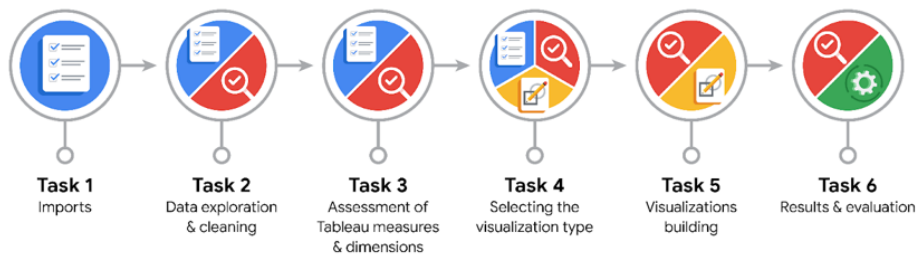 Task 1
Imports
Task 2
Data exploration
& cleaning
Task 3
Assessment of
Tableau measures
& dimensions
Task 4
Selecting the
visualization type
Task 5
Visualizations
building
Task 6
Results & evaluation